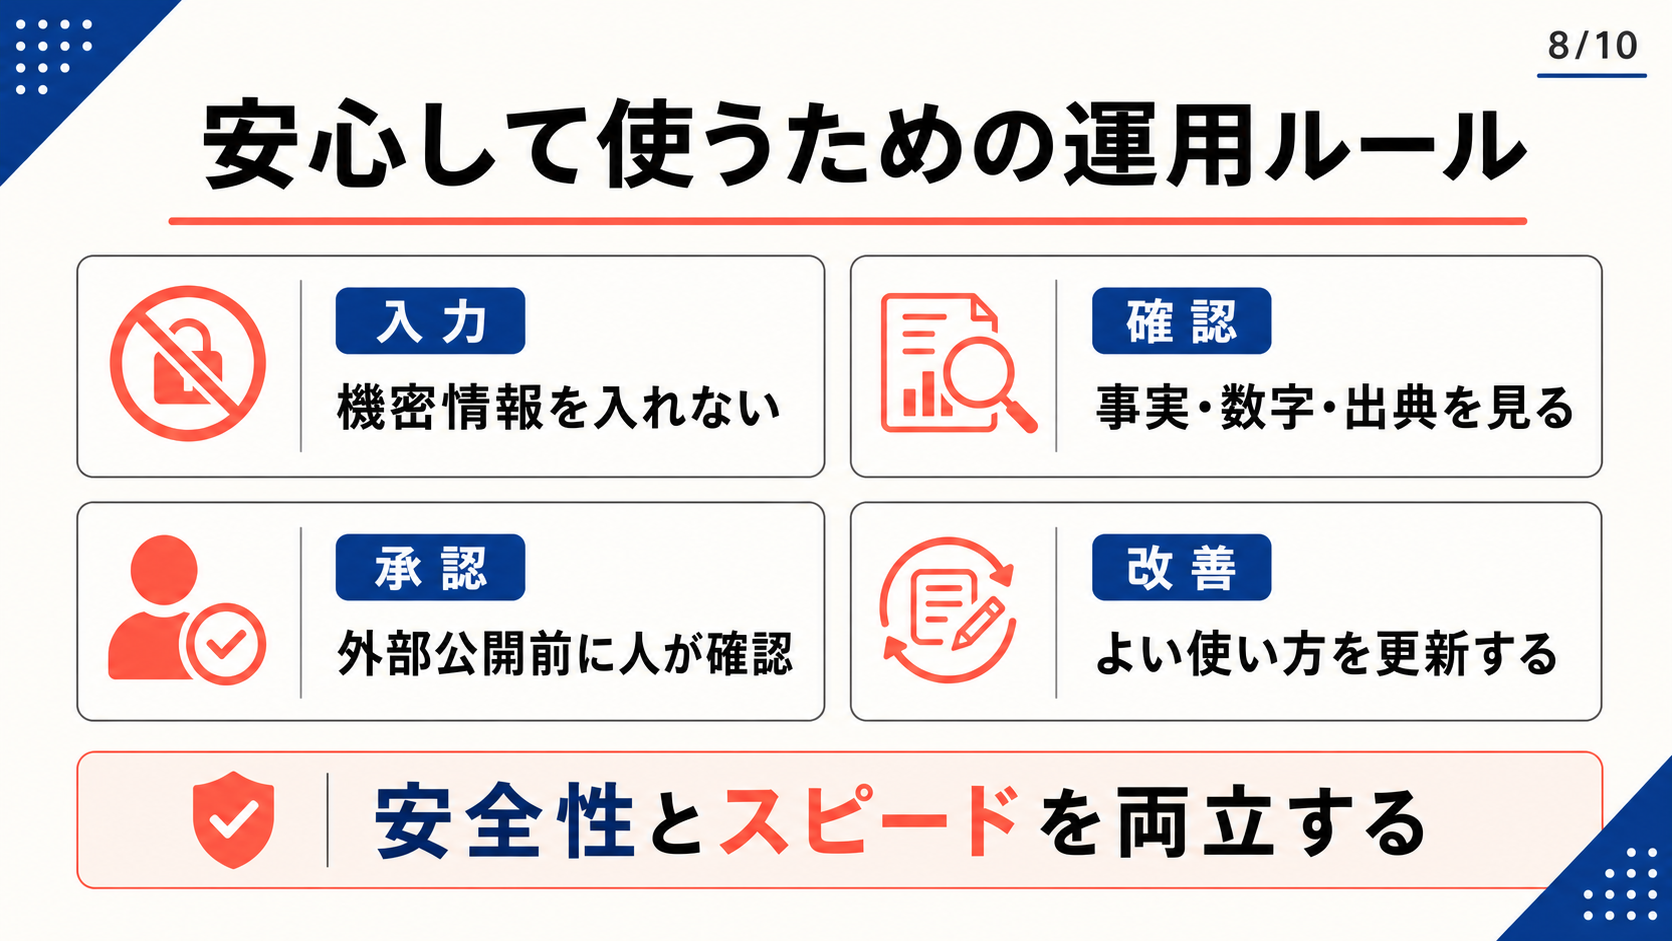 8/10
安心して使うための運用ルール
入力
機密情報を入れない
確認
事実・数字・出典を見る
承認
外部公開前に人が確認
改善
よい使い方を更新する
安全性とスピードを両立する